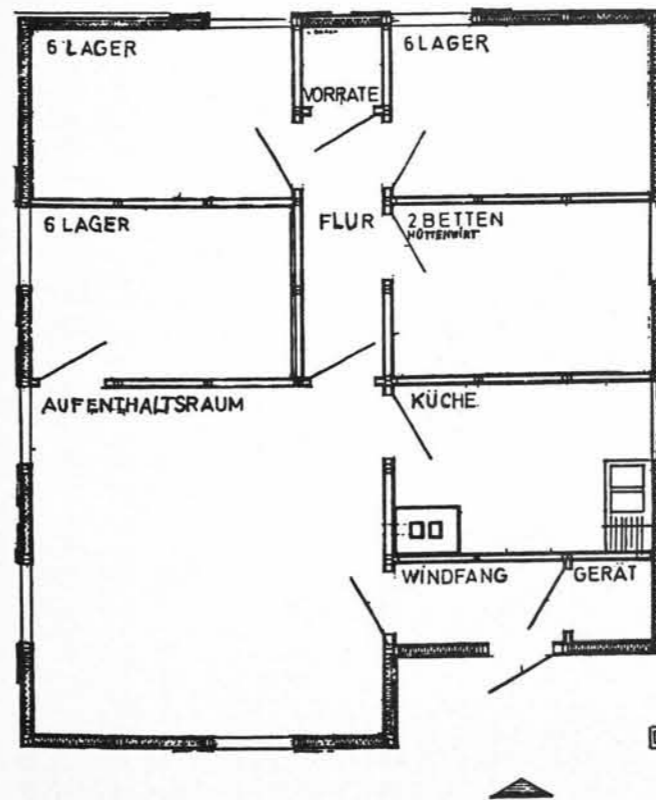 6 LAGER
6 LAGER
VORRATE
6 LAGER
FLUR
2 BETTEN
HÜTTENWIRT
AUFENTHALTSRAUM
KÜCHE
WINDFANG
GERÄT